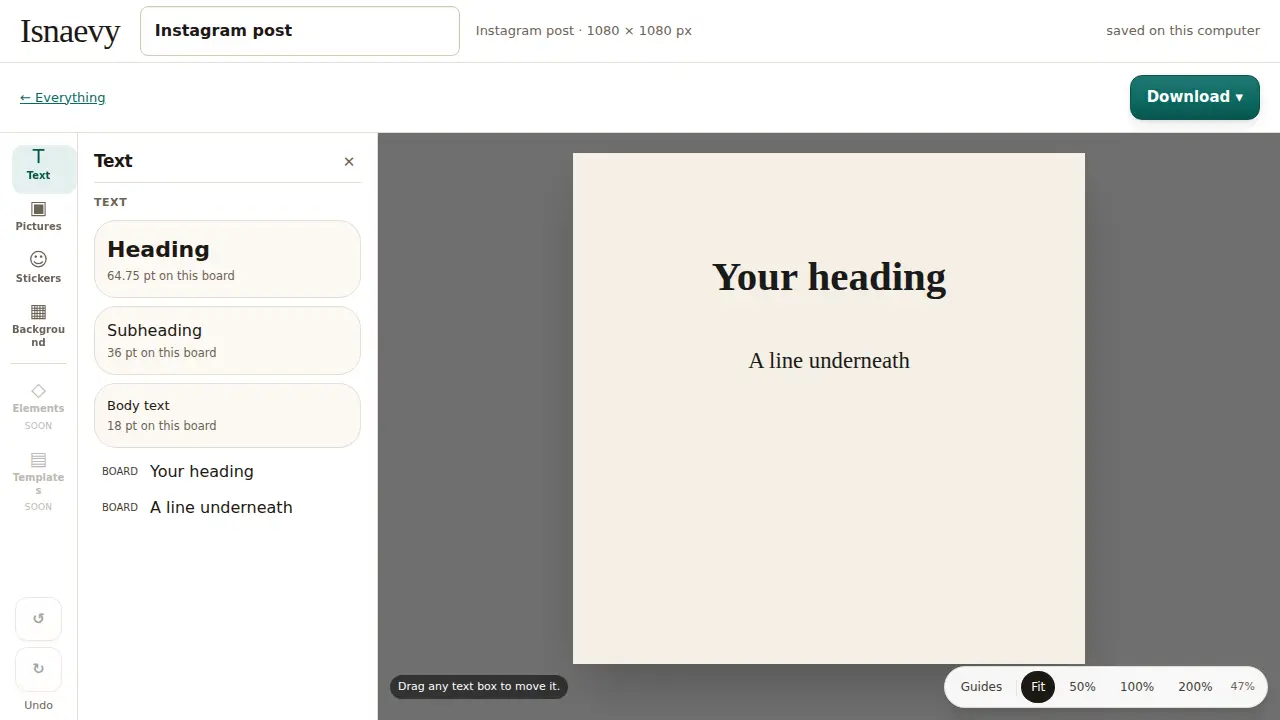 Isnaevy
Instagram post
Instagram post · 1080 × 1080 px
saved on this computer
← Everything
Download ▾
T
Text
Pictures
Stickers
Backgrou
nd
Elements
SOON
Template
s
SOON
Undo
Text
×
TEXT
Heading
64.75 pt on this board
Subheading
36 pt on this board
Body text
18 pt on this board
BOARD Your heading
BOARD A line underneath
Your heading
A line underneath
Drag any text box to move it.
Guides Fit 50% 100% 200% 47%